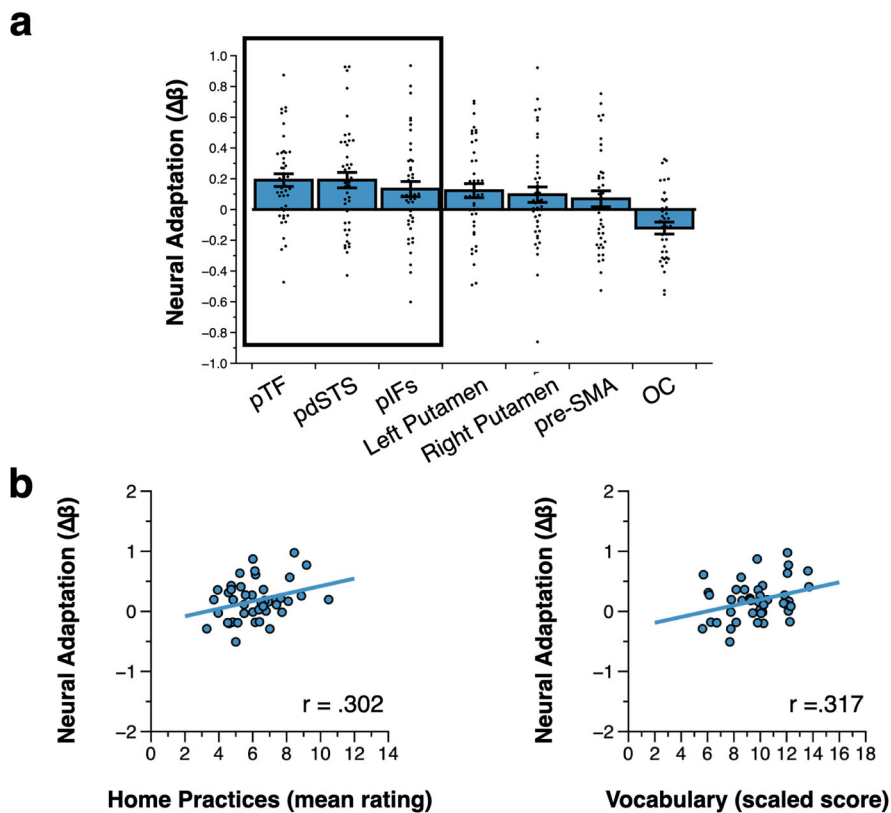 a
Neural Adaptation (Δβ)
1.0
0.8
0.6
0.4
0.2
0
−0.2
−0.4
−0.6
−0.8
−1.0
pTF
pdSTS
pIFs
Left Putamen
Right Putamen
pre-SMA
OC
b
Neural Adaptation (Δβ)
2
1
0
−1
−2
0 2 4 6 8 10 12 14
r = .302
Home Practices (mean rating)
Neural Adaptation (Δβ)
2
1
0
−1
−2
0 2 4 6 8 10 12 14 16 18
r =.317
Vocabulary (scaled score)